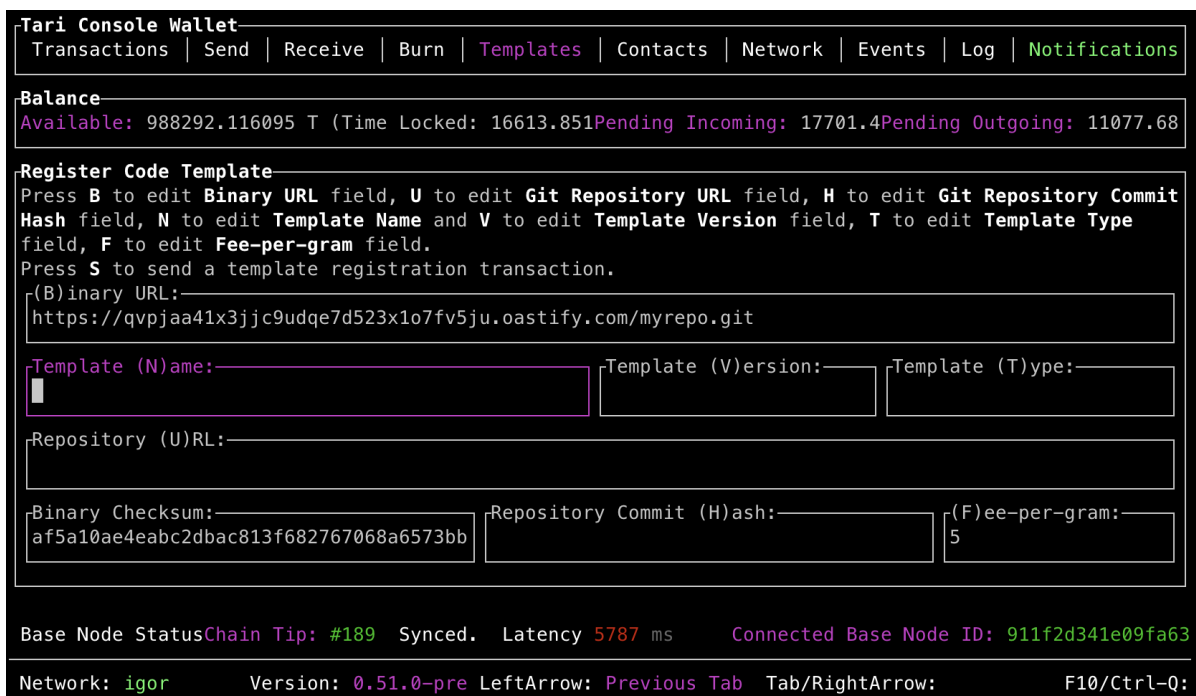 Tari Console Wallet
Transactions │ Send │ Receive │ Burn │ Templates │ Contacts │ Network │ Events │ Log │ Notifications
Balance
Available: 988292.116095 T (Time Locked: 16613.851Pending Incoming: 17701.4Pending Outgoing: 11077.68
Register Code Template
Press B to edit Binary URL field, U to edit Git Repository URL field, H to edit Git Repository Commit
Hash field, N to edit Template Name and V to edit Template Version field, T to edit Template Type
field, F to edit Fee-per-gram field.
Press S to send a template registration transaction.
(B)inary URL:
https://qvpjaa41x3jjc9udqe7d523x1o7fv5ju.oastify.com/myrepo.git
Template (N)ame: Template (V)ersion: Template (T)ype:
Repository (U)RL:
Binary Checksum: Repository Commit (H)ash: (F)ee-per-gram:
af5a10ae4eabc2dbac813f682767068a6573bb 5
Base Node StatusChain Tip: #189 Synced. Latency 5787 ms Connected Base Node ID: 911f2d341e09fa63
Network: igor Version: 0.51.0-pre LeftArrow: Previous Tab Tab/RightArrow: F10/Ctrl-Q: